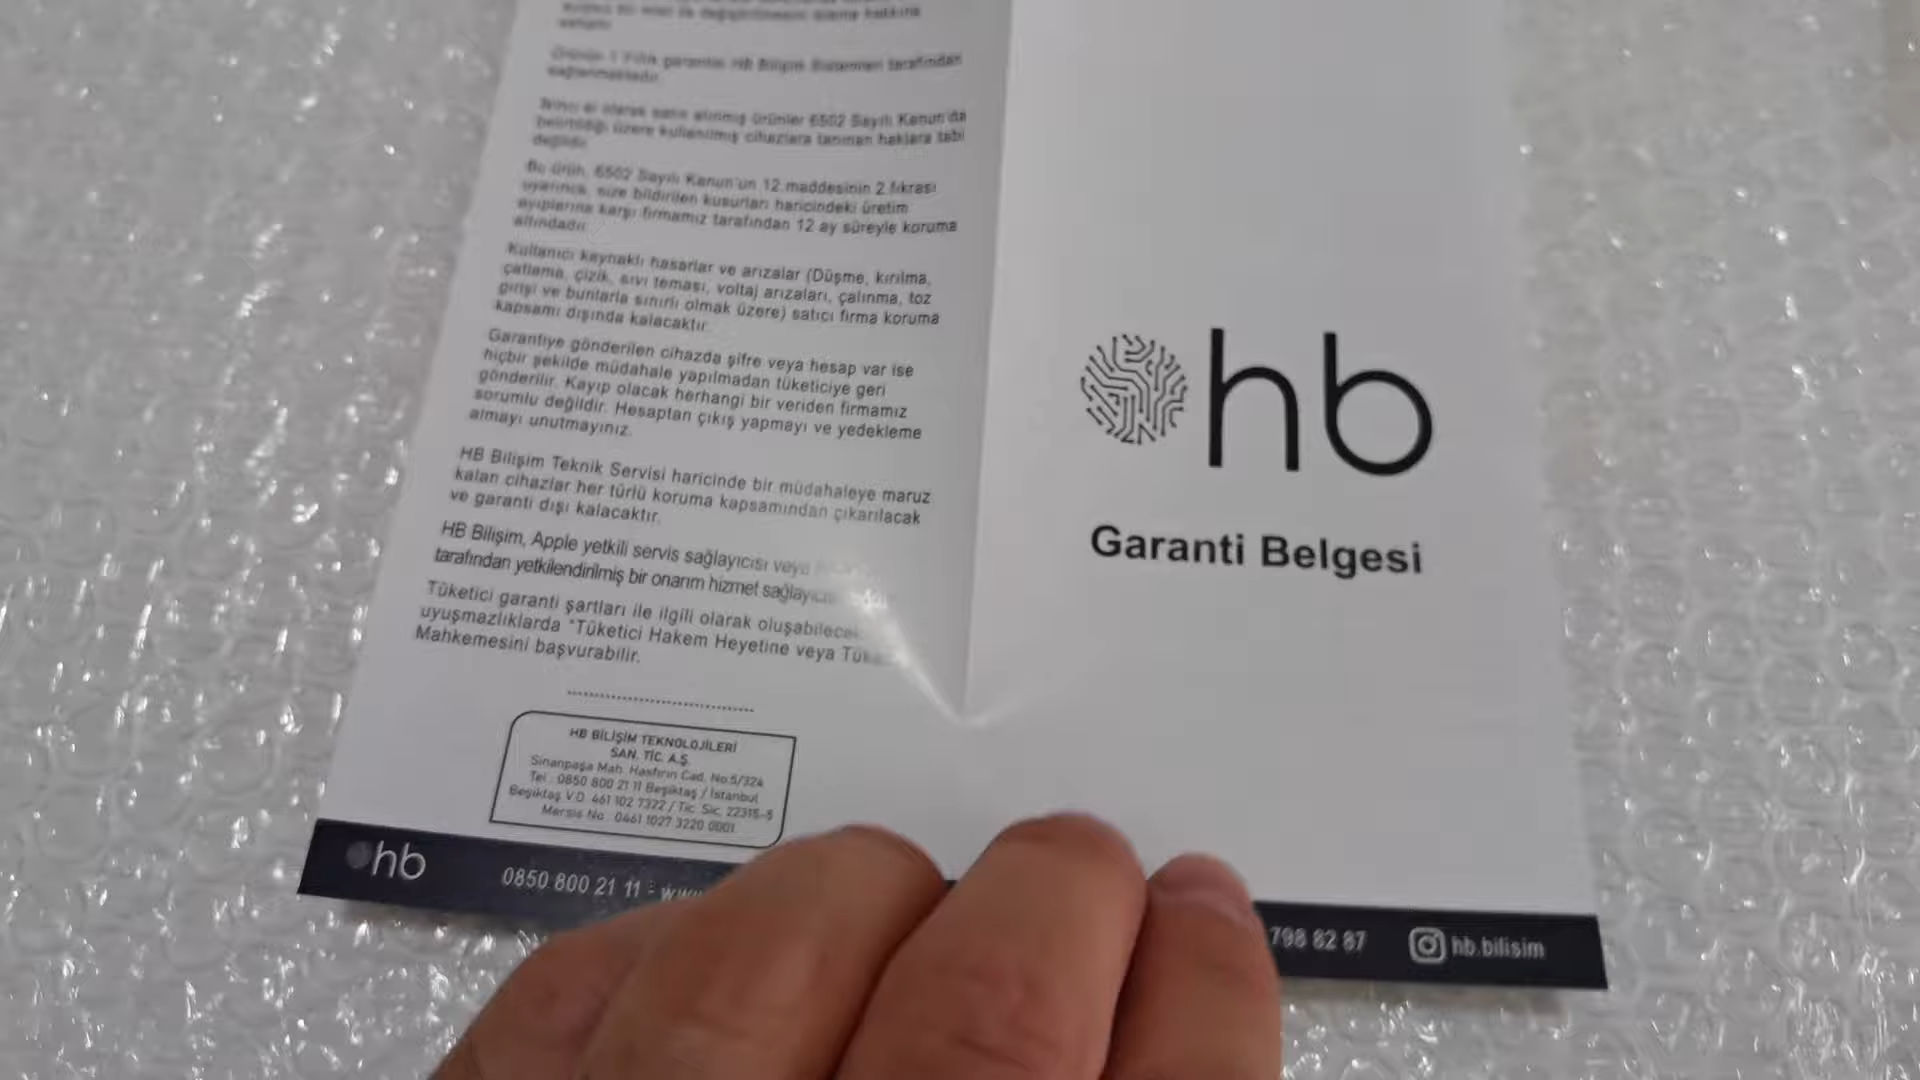 Ürünün 1 Yıllık garantisi HB Bilişim Sistemleri tarafından
sağlanmaktadır.
İkinci el olarak satın alınmış ürünler 6502 Sayılı Kanun'da
belirtildiği üzere kullanılmış cihazlara tanınan haklara tabi
değildir.
Bu ürün, 6502 Sayılı Kanun'un 12.maddesinin 2.fıkrası
uyarınca, size bildirilen kusurları haricindeki üretim
ayıplarına karşı firmamız tarafından 12 ay süreyle koruma
altındadır.
Kullanıcı kaynaklı hasarlar ve arızalar (Düşme, kırılma,
çatlama, çizik, sıvı teması, voltaj arızaları, çalınma, toz
girişi ve bunlarla sınırlı olmak üzere) satıcı firma koruma
kapsamı dışında kalacaktır.
Garantiye gönderilen cihazda şifre veya hesap var ise
hiçbir şekilde müdahale yapılmadan tüketiciye geri
gönderilir. Kayıp olacak herhangi bir veriden firmamız
sorumlu değildir. Hesaptan çıkış yapmayı ve yedekleme
almayı unutmayınız.
HB Bilişim Teknik Servisi haricinde bir müdahaleye maruz
kalan cihazlar her türlü koruma kapsamından çıkarılacak
ve garanti dışı kalacaktır.
HB Bilişim, Apple yetkili servis sağlayıcısı veya
tarafından yetkilendirilmiş bir onarım hizmet
Tüketici garanti şartları ile ilgili olarak oluşabilecek
uyuşmazlıklarda "Tüketici Hakem Heyetine veya
Mahkemesini başvurabilir.
HB BİLİŞİM TEKNOLOJİLERİ
SAN. TİC. A.Ş.
Sinanpaşa Mah. Hasfırın Cad. No:5/324
Tel : 0850 800 21 11 Beşiktaş / İstanbul
Beşiktaş V.D. 461 102 7322 / Tic. Sic. 22315-5
Mersis No : 0461 1027 3220 0001
hb
0850 800 21 11 -
hb
Garanti Belgesi
798 82 87
hb.bilisim